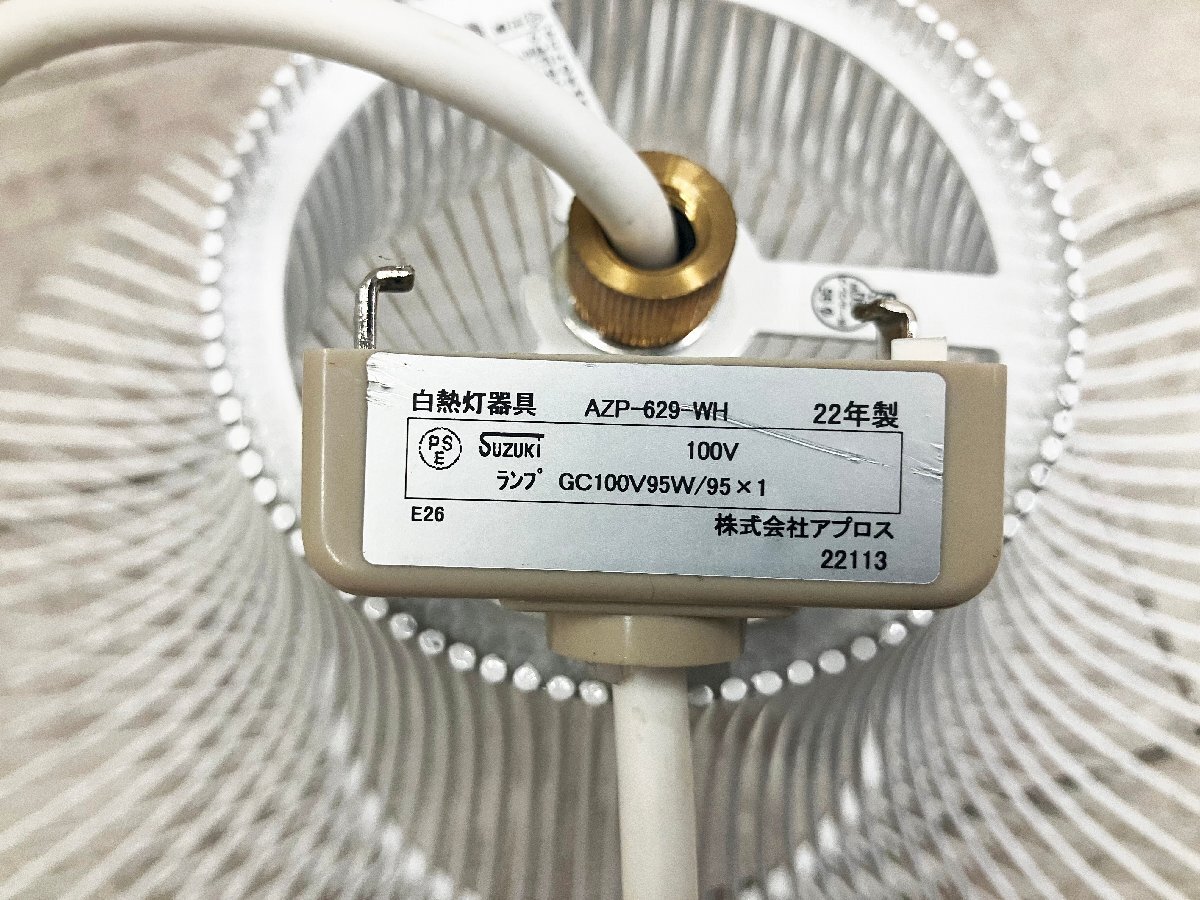 白熱灯器具 AZP-629-WH 22年製
PS E SUZUKI 100V
ランプ GC100V95W/95×1
E26 株式会社アプロス
22113